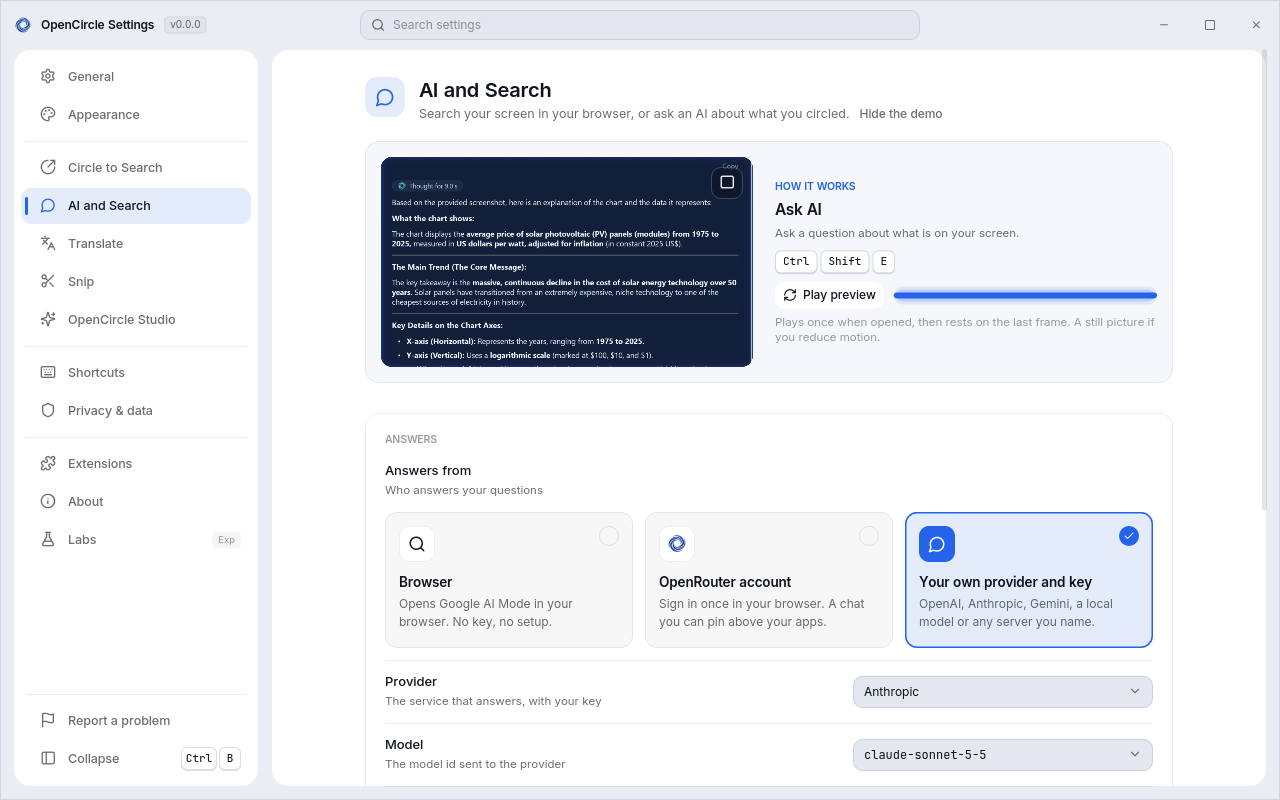 OpenCircle Settings
v0.0.0
Search settings
General
Appearance
Circle to Search
AI and Search
Translate
Snip
OpenCircle Studio
Shortcuts
Privacy & data
Extensions
About
Labs
Exp
Report a problem
Collapse
Ctrl
B
AI and Search
Search your screen in your browser, or ask an AI about what you circled.
Hide the demo
Copy
Thought for 9.0 s
Based on the provided screenshot, here is an explanation of the chart and the data it represents:
What the chart shows:
The chart displays the average price of solar photovoltaic (PV) panels (modules) from 1975 to
2025, measured in US dollars per watt, adjusted for inflation (in constant 2025 US$).
The Main Trend (The Core Message):
The key takeaway is the massive, continuous decline in the cost of solar energy technology over 50
years. Solar panels have transitioned from an extremely expensive, niche technology to one of the
cheapest sources of electricity in history.
Key Details on the Chart Axes:
• X-axis (Horizontal): Represents the years, ranging from 1975 to 2025.
• Y-axis (Vertical): Uses a logarithmic scale (marked at $100, $10, and $1).
HOW IT WORKS
Ask AI
Ask a question about what is on your screen.
Ctrl
Shift
E
Play preview
Plays once when opened, then rests on the last frame. A still picture if
you reduce motion.
ANSWERS
Answers from
Who answers your questions
Browser
Opens Google AI Mode in your
browser. No key, no setup.
OpenRouter account
Sign in once in your browser. A chat
you can pin above your apps.
Your own provider and key
OpenAI, Anthropic, Gemini, a local
model or any server you name.
Provider
The service that answers, with your key
Anthropic
Model
The model id sent to the provider
claude-sonnet-5-5